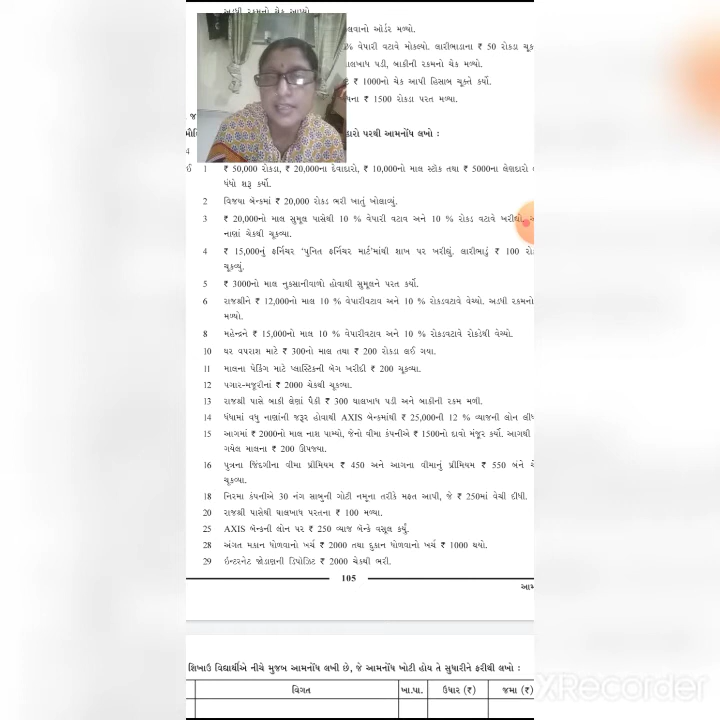 અડધી રકમનો ચેક આપ્યો.
લવાનો ઓર્ડર મળ્યો.
% વેપારી વટાવે મોકલ્યો. લારીભાડાના ₹ 50 રોકડા ચૂક
ાલખાધ પડી, બાકીની રકમનો ચેક મળ્યો.
₹ 1000નો ચેક આપી હિસાબ ચૂક્તે કર્યો.
ાના ₹ 1500 રોકડા પરત મળ્યા.
દારો પરથી આમનોંધ લખો :
4
1 ₹ 50,000 રોકડા, ₹ 20,000ના દેવાદારો, ₹ 10,000નો માલ સ્ટૉક તથા ₹ 5000ના લેણદારો
ધંધો શરૂ કર્યો.
2 વિજયા બેન્કમાં ₹ 20,000 રોકડ ભરી ખાતું ખોલાવ્યું.
3 ₹ 20,000નો માલ સુમૂલ પાસેથી 10 % વેપારી વટાવ અને 10 % રોકડ વટાવે ખરીદ્યો.
નાણાં ચેકથી ચૂકવ્યા.
4 ₹ 15,000નું ફર્નિચર 'પુનિત ફર્નિચર માર્ટ'માંથી શાખ પર ખરીદ્યું. લારીભાડું ₹ 100 રો
ચૂકવ્યું.
5 ₹ 3000નો માલ નુકસાનીવાળો હોવાથી સુમૂલને પરત કર્યો.
6 રાજશ્રીને ₹ 12,000નો માલ 10 % વેપારીવટાવ અને 10 % રોકડવટાવે વેચ્યો. અડધી રકમનો
મળ્યો.
8 મહેન્દ્રને ₹ 15,000નો માલ 10 % વેપારીવટાવ અને 10 % રોકડવટાવે રોકડેથી વેચ્યો.
10 ઘર વપરાશ માટે ₹ 300નો માલ તથા ₹ 200 રોકડા લઈ ગયા.
11 માલના પૅકિંગ માટે પ્લાસ્ટિકની બૅગ ખરીદી ₹ 200 ચૂકવ્યા.
12 પગાર-મજૂરીનાં ₹ 2000 ચેકથી ચૂકવ્યા.
13 રાજશ્રી પાસે બાકી લેણાં પૈકી ₹ 300 ઘાલખાધ પડી અને બાકીની રકમ મળી.
14 ધંધામાં વધુ નાણાંની જરૂર હોવાથી AXIS બેન્કમાંથી ₹ 25,000ની 12 % વ્યાજની લોન લીધ
15 આગમાં ₹ 2000નો માલ નાશ પામ્યો, જેનો વીમા કંપનીએ ₹ 1500નો દાવો મંજૂર કર્યો. આગથી
ગયેલ માલના ₹ 200 ઊપજ્યા.
16 પુત્રના જિંદગીના વીમા પ્રીમિયમ ₹ 450 અને આગના વીમાનું પ્રીમિયમ ₹ 550 બંને ચે
ચૂકવ્યા.
18 નિરમા કંપનીએ 30 નંગ સાબુની ગોટી નમૂના તરીકે મફત આપી, જે ₹ 250માં વેચી દીધી.
20 રાજશ્રી પાસેથી ઘાલખાધ પરતના ₹ 100 મળ્યા.
25 AXIS બેન્કની લોન પર ₹ 250 વ્યાજ બેન્કે વસૂલ કર્યું.
28 અંગત મકાન ધોળવાનો ખર્ચ ₹ 2000 તથા દુકાન ધોળવાનો ખર્ચ ₹ 1000 થયો.
29 ઇન્ટરનેટ જોડાણની ડિપોઝિટ ₹ 2000 ચેકથી ભરી.
105
આમ
શિખાઉ વિદ્યાર્થીએ નીચે મુજબ આમનોંધ લખી છે, જે આમનોંધ ખોટી હોય તે સુધારીને ફરીથી લખો :
વિગત ખા.પા. ઉધાર (₹) જમા (₹)
XRecorder